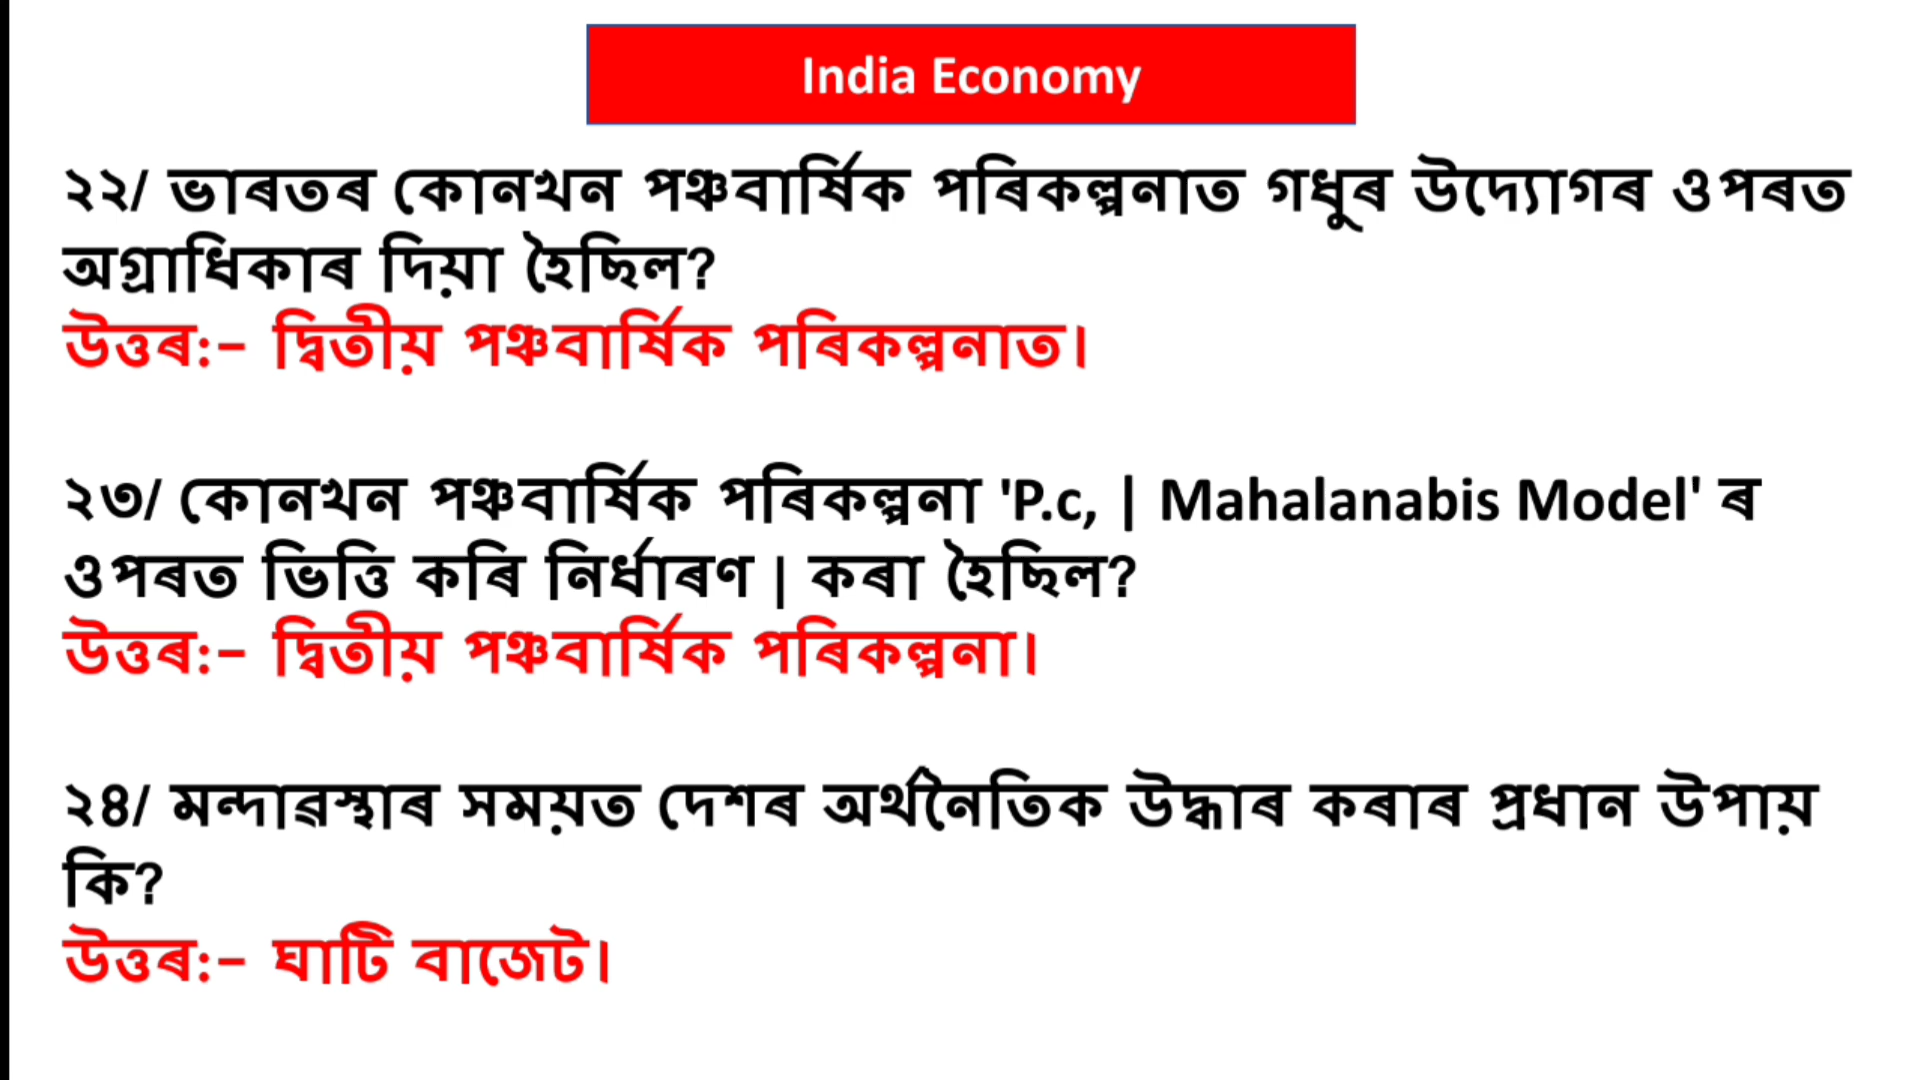 India Economy
২২/ ভাৰতৰ কোনখন পঞ্চবাৰ্ষিক পৰিকল্পনাত গধুৰ উদ্যোগৰ ওপৰত
অগ্ৰাধিকাৰ দিয়া হৈছিল?
উত্তৰ:– দ্বিতীয় পঞ্চবাৰ্ষিক পৰিকল্পনাত।
২৩/ কোনখন পঞ্চবাৰ্ষিক পৰিকল্পনা 'P.c, | Mahalanabis Model' ৰ
ওপৰত ভিত্তি কৰি নিৰ্ধাৰণ | কৰা হৈছিল?
উত্তৰ:– দ্বিতীয় পঞ্চবাৰ্ষিক পৰিকল্পনা।
২৪/ মন্দাৱস্থাৰ সময়ত দেশৰ অৰ্থনৈতিক উদ্ধাৰ কৰাৰ প্ৰধান উপায়
কি?
উত্তৰ:– ঘাটি বাজেট।